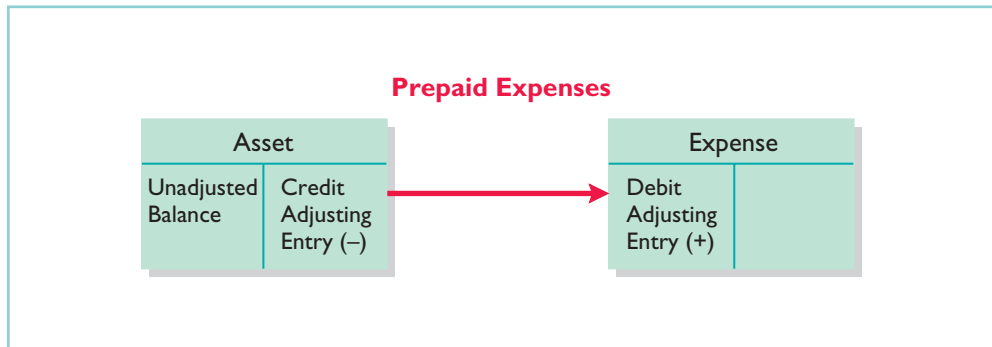 Prepaid Expenses
Asset
Unadjusted
Balance
Credit
Adjusting
Entry (–)
Expense
Debit
Adjusting
Entry (+)